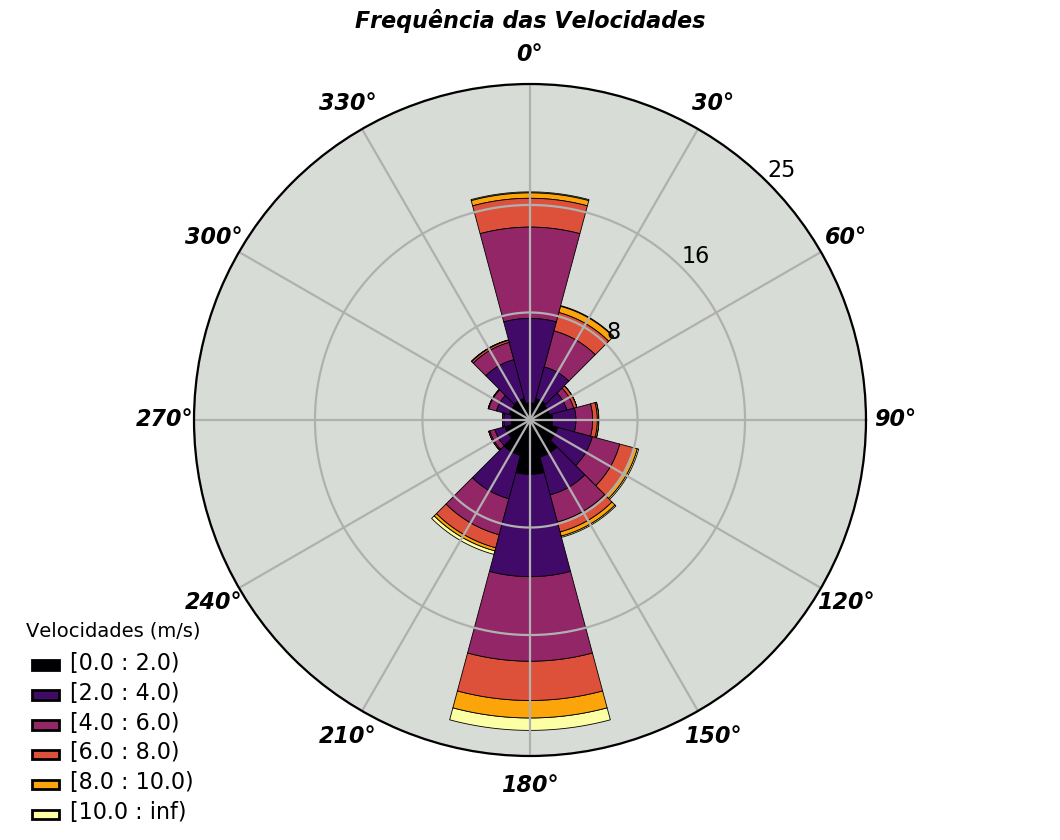 Frequência das Velocidades
0°
330°
30°
25
300°
60°
16
8
270°
90°
240°
120°
210°
150°
180°
Velocidades (m/s)
[0.0 : 2.0)
[2.0 : 4.0)
[4.0 : 6.0)
[6.0 : 8.0)
[8.0 : 10.0)
[10.0 : inf)